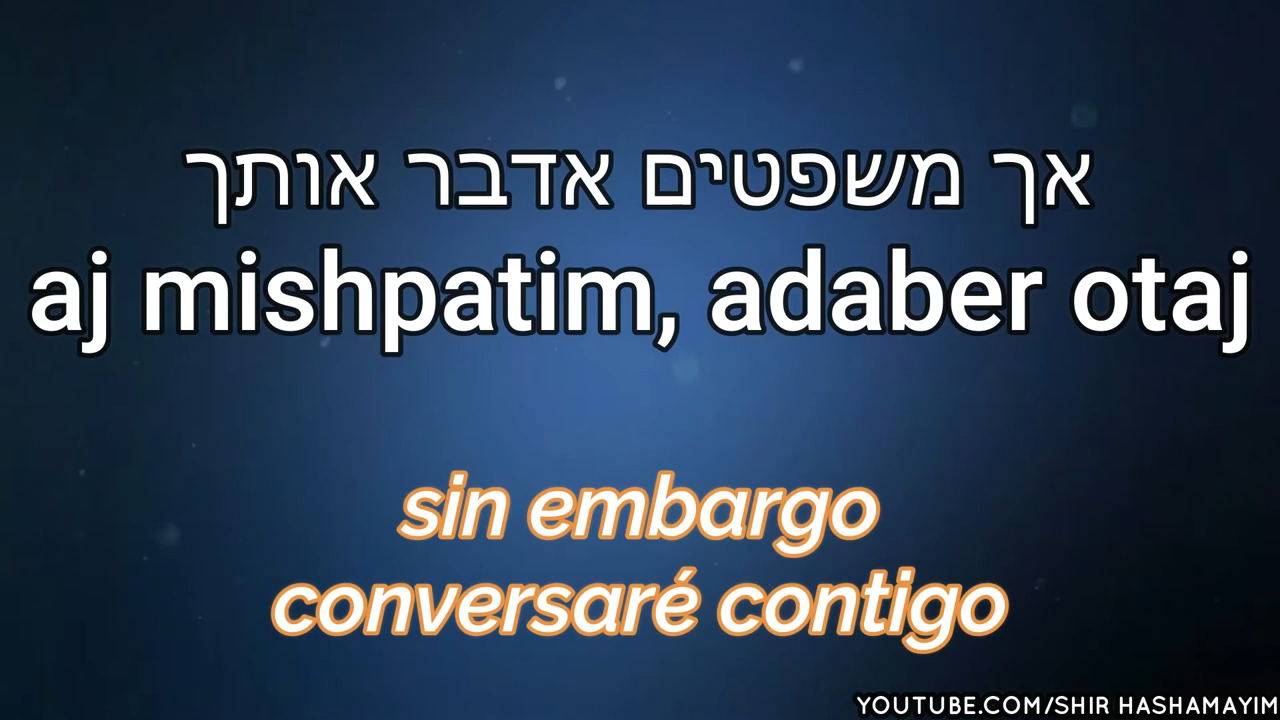 אך משפטים אדבר אותך
aj mishpatim, adaber otaj
sin embargo
conversaré contigo
YOUTUBE.COM/SHIR HASHAMAYIM